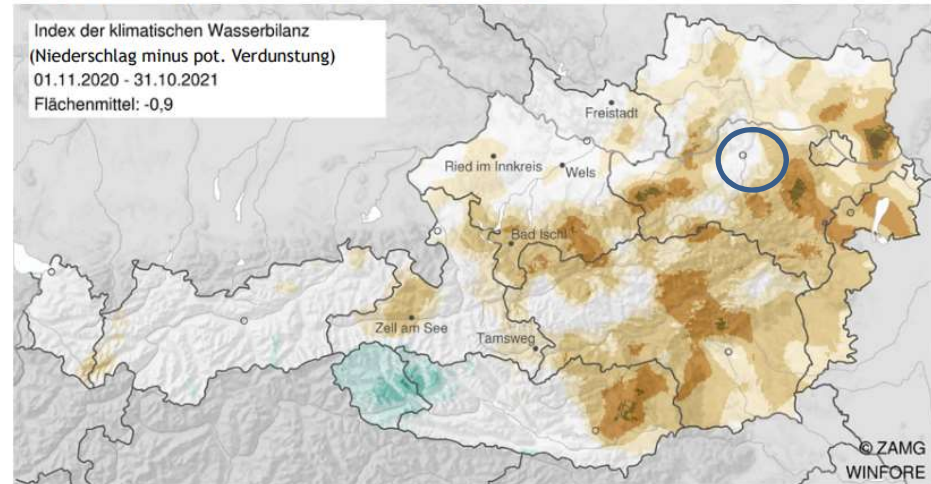 Index der klimatischen Wasserbilanz
(Niederschlag minus pot. Verdunstung)
01.11.2020 - 31.10.2021
Flächenmittel: -0,9
Freistadt
Ried im Innkreis
Wels
Bad Ischl
Zell am See
Tamsweg
© ZAMG
WINFORE